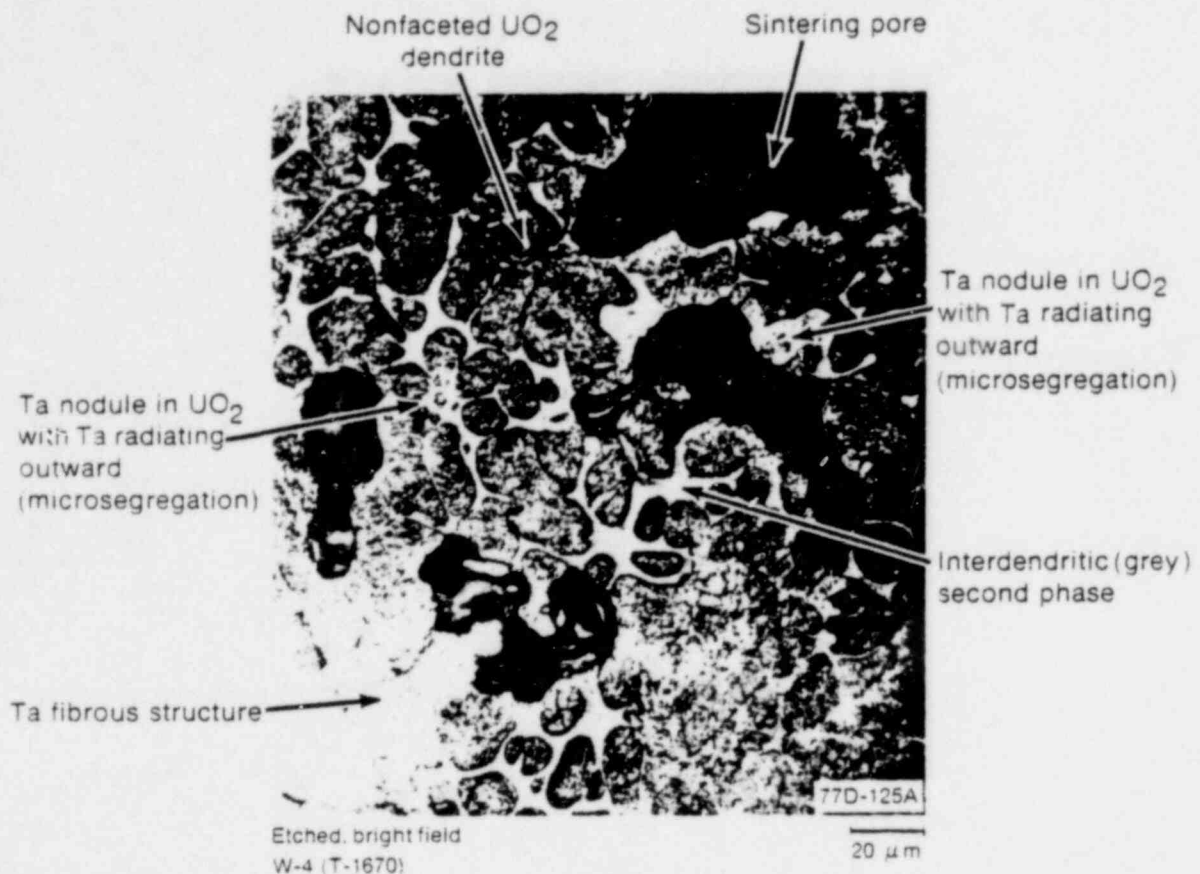 Nonfaceted UO2
dendrite
Sintering pore
Ta nodule in UO2
with Ta radiating
outward
(microsegregation)
Ta nodule in UO2
with Ta radiating
outward
(microsegregation)
Interdendritic (grey)
second phase
Ta fibrous structure
77D-125A
Etched, bright field
W-4 (T-1670)
20 μm